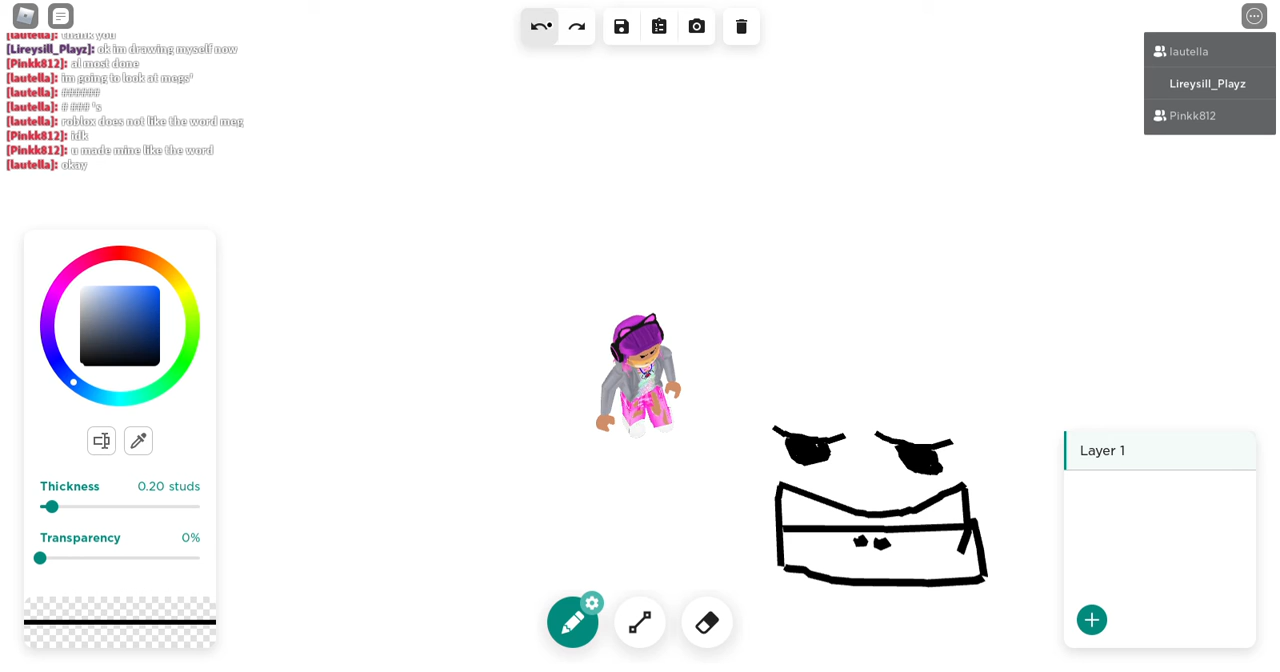 [lautella]: thank you
[Lireysill_Playz]: ok im drawing myself now
[Pinkk812]: al most done
[lautella]: im going to look at megs'
[lautella]: ######
[lautella]: # ### 's
[lautella]: roblox does not like the word meg
[Pinkk812]: idk
[Pinkk812]: u made mine like the word
[lautella]: okay
lautella
Lireysill_Playz
Pinkk812
Thickness 0.20 studs
Transparency 0%
Layer 1